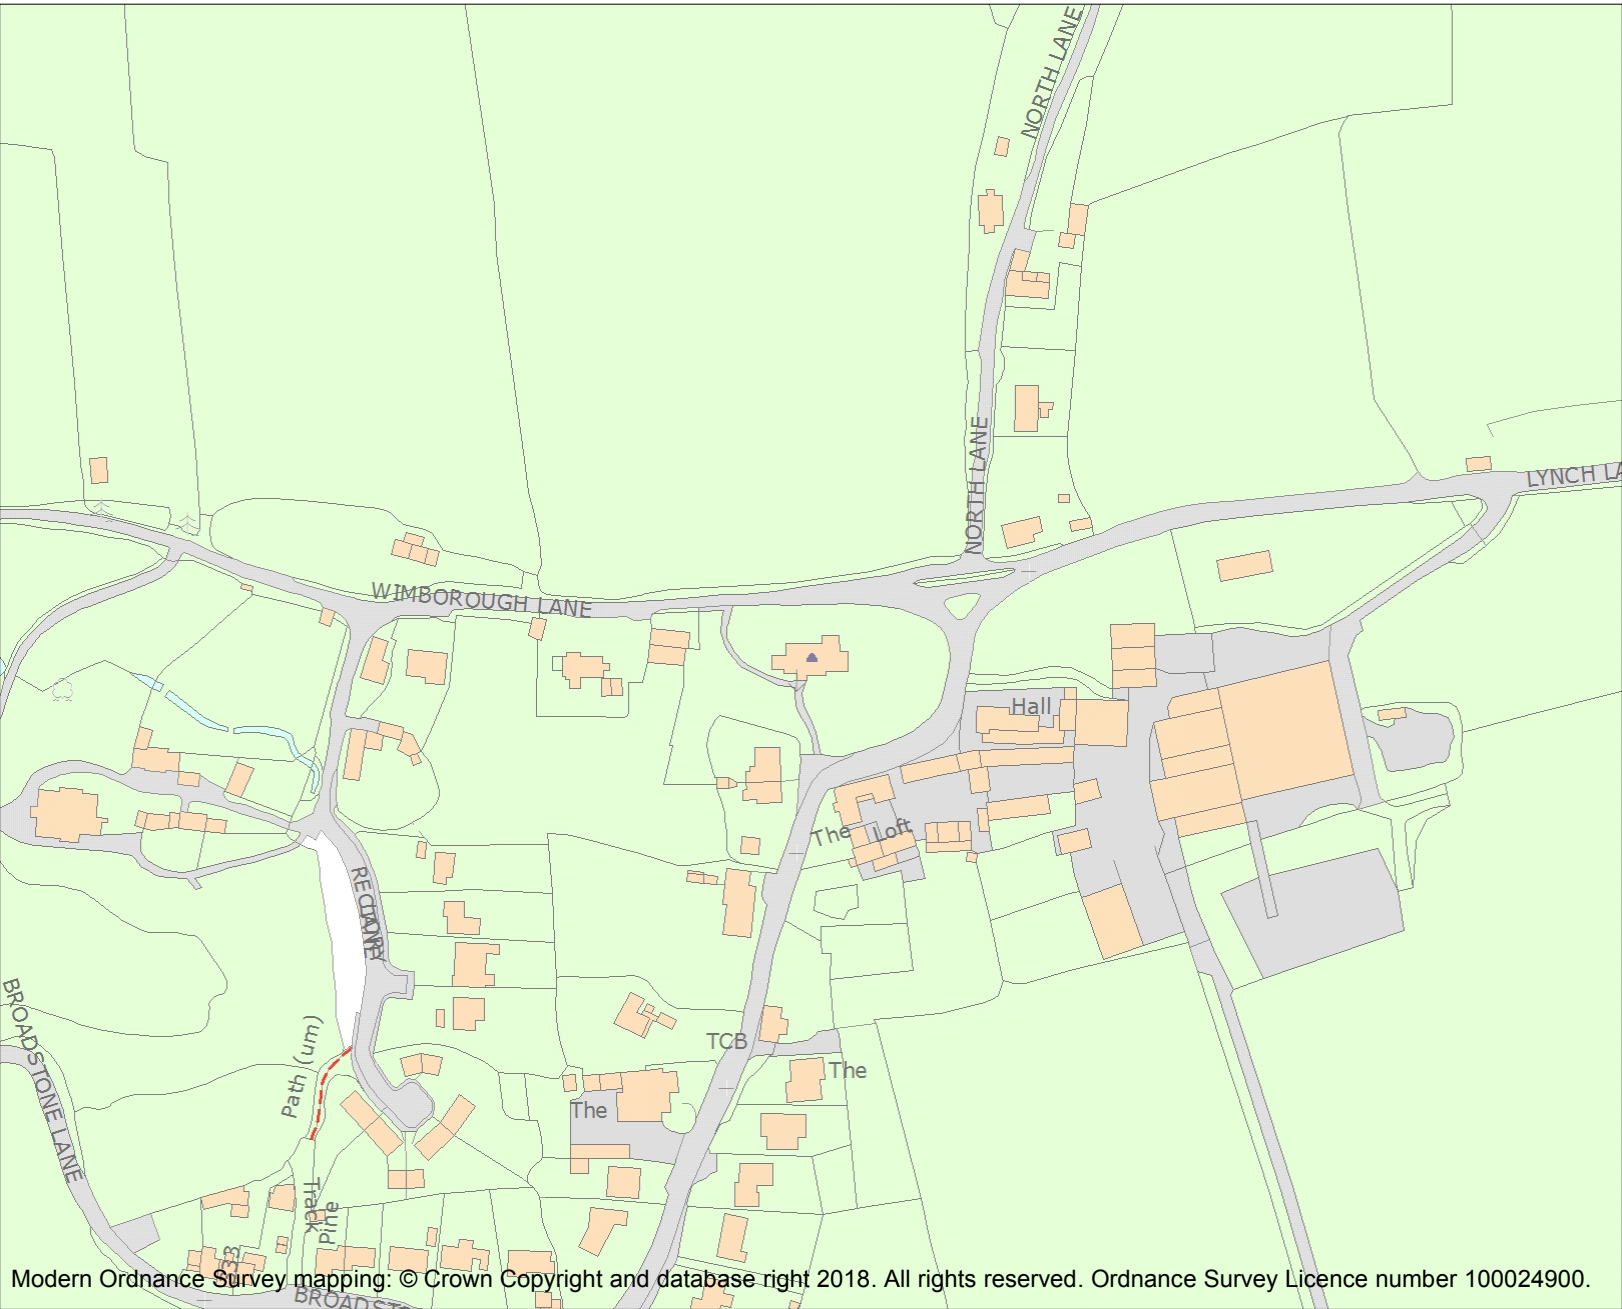 NORTH LANE
NORTH LANE
LYNCH LA
WIMBOROUGH LANE
Hall
The Loft
RECTORY
LANE
BROADSTONE LANE
Path (um)
TCB
The
The
Track
Pine
233
BROADST
Modern Ordnance Survey mapping: © Crown Copyright and database right 2018. All rights reserved. Ordnance Survey Licence number 100024900.